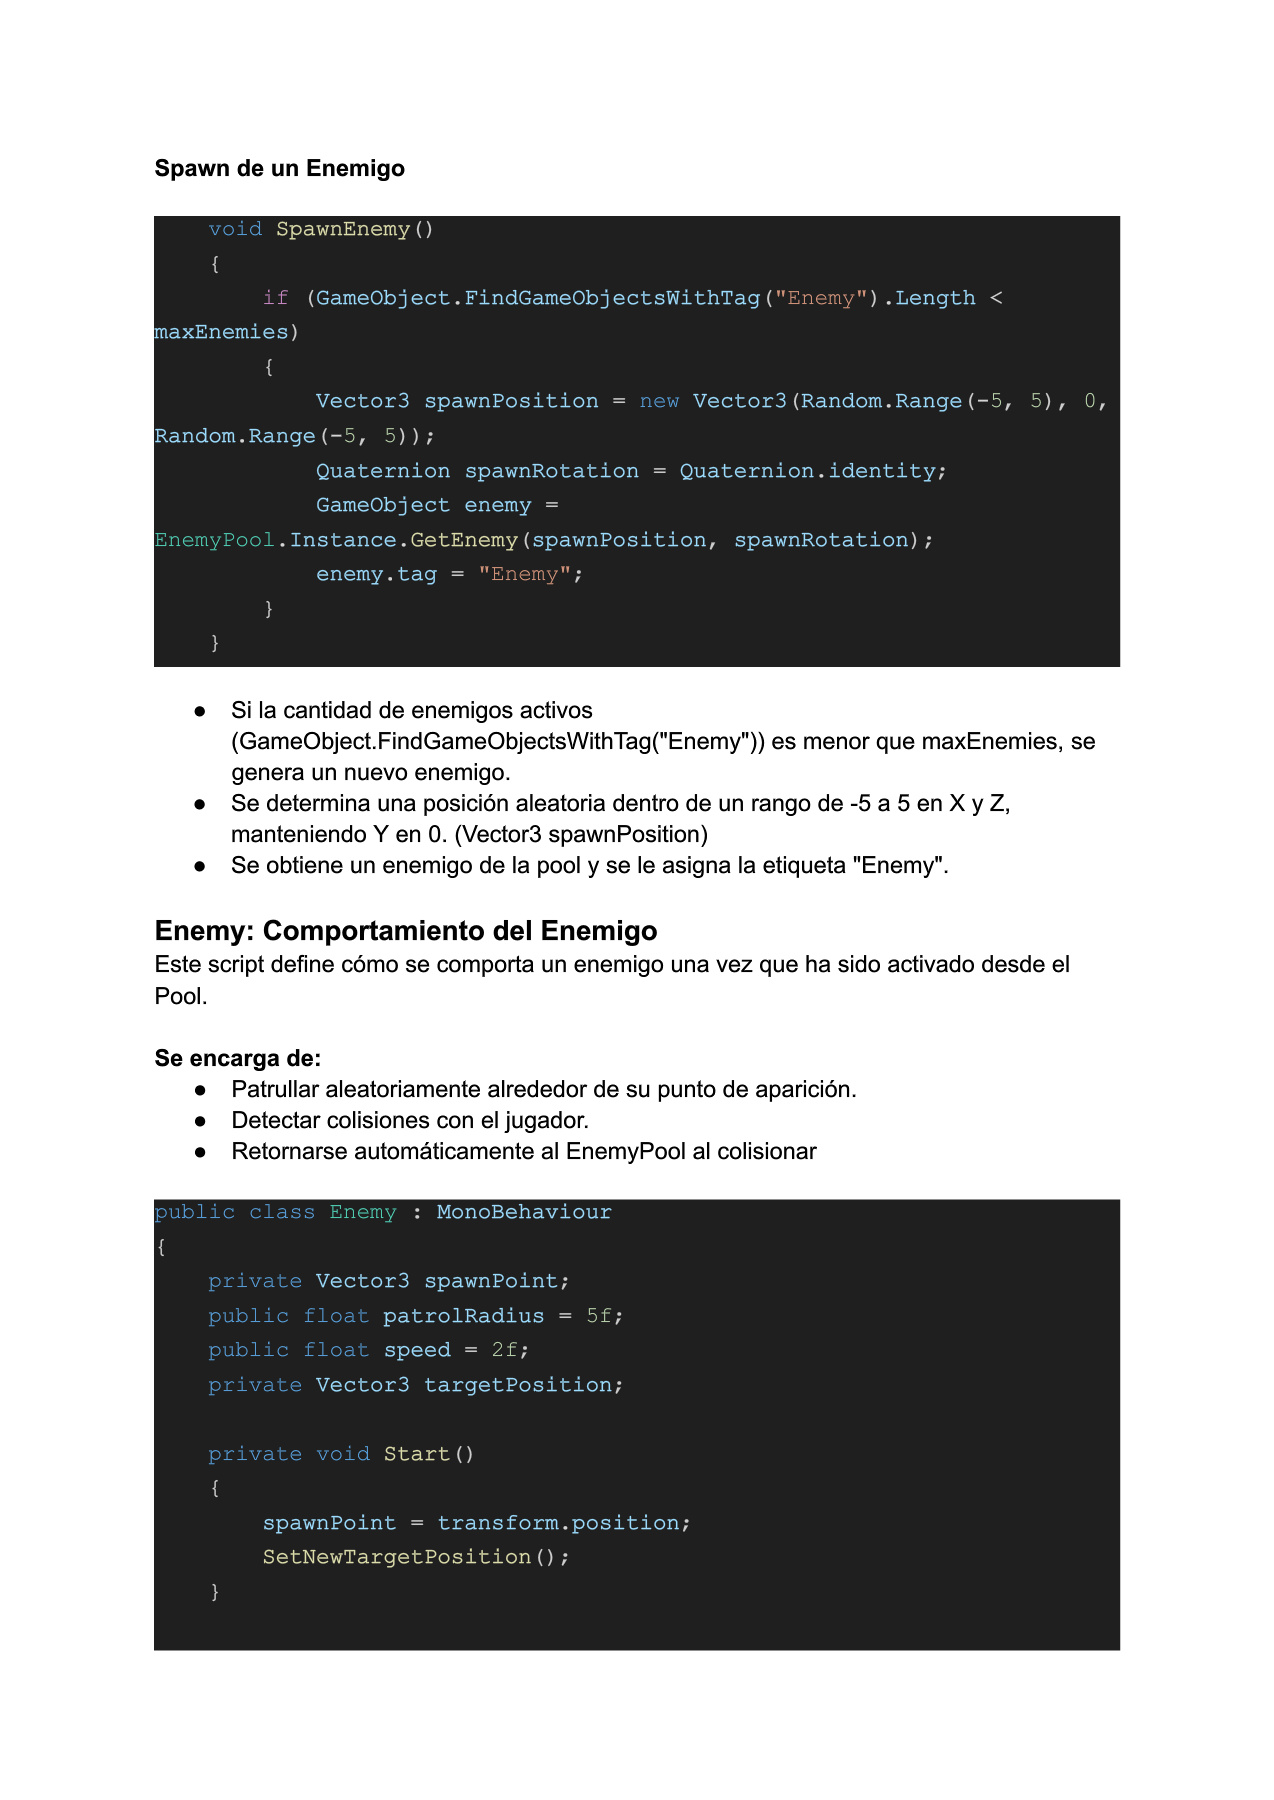 Spawn de un Enemigo
void SpawnEnemy()
{
if (GameObject.FindGameObjectsWithTag("Enemy").Length <
maxEnemies)
{
Vector3 spawnPosition = new Vector3(Random.Range(-5, 5), 0,
Random.Range(-5, 5));
Quaternion spawnRotation = Quaternion.identity;
GameObject enemy =
EnemyPool.Instance.GetEnemy(spawnPosition, spawnRotation);
enemy.tag = "Enemy";
}
}
● Si la cantidad de enemigos activos
(GameObject.FindGameObjectsWithTag("Enemy")) es menor que maxEnemies, se
genera un nuevo enemigo.
● Se determina una posición aleatoria dentro de un rango de -5 a 5 en X y Z,
manteniendo Y en 0. (Vector3 spawnPosition)
● Se obtiene un enemigo de la pool y se le asigna la etiqueta "Enemy".
Enemy: Comportamiento del Enemigo
Este script define cómo se comporta un enemigo una vez que ha sido activado desde el
Pool.
Se encarga de:
● Patrullar aleatoriamente alrededor de su punto de aparición.
● Detectar colisiones con el jugador.
● Retornarse automáticamente al EnemyPool al colisionar
public class Enemy : MonoBehaviour
{
private Vector3 spawnPoint;
public float patrolRadius = 5f;
public float speed = 2f;
private Vector3 targetPosition;
private void Start()
{
spawnPoint = transform.position;
SetNewTargetPosition();
}